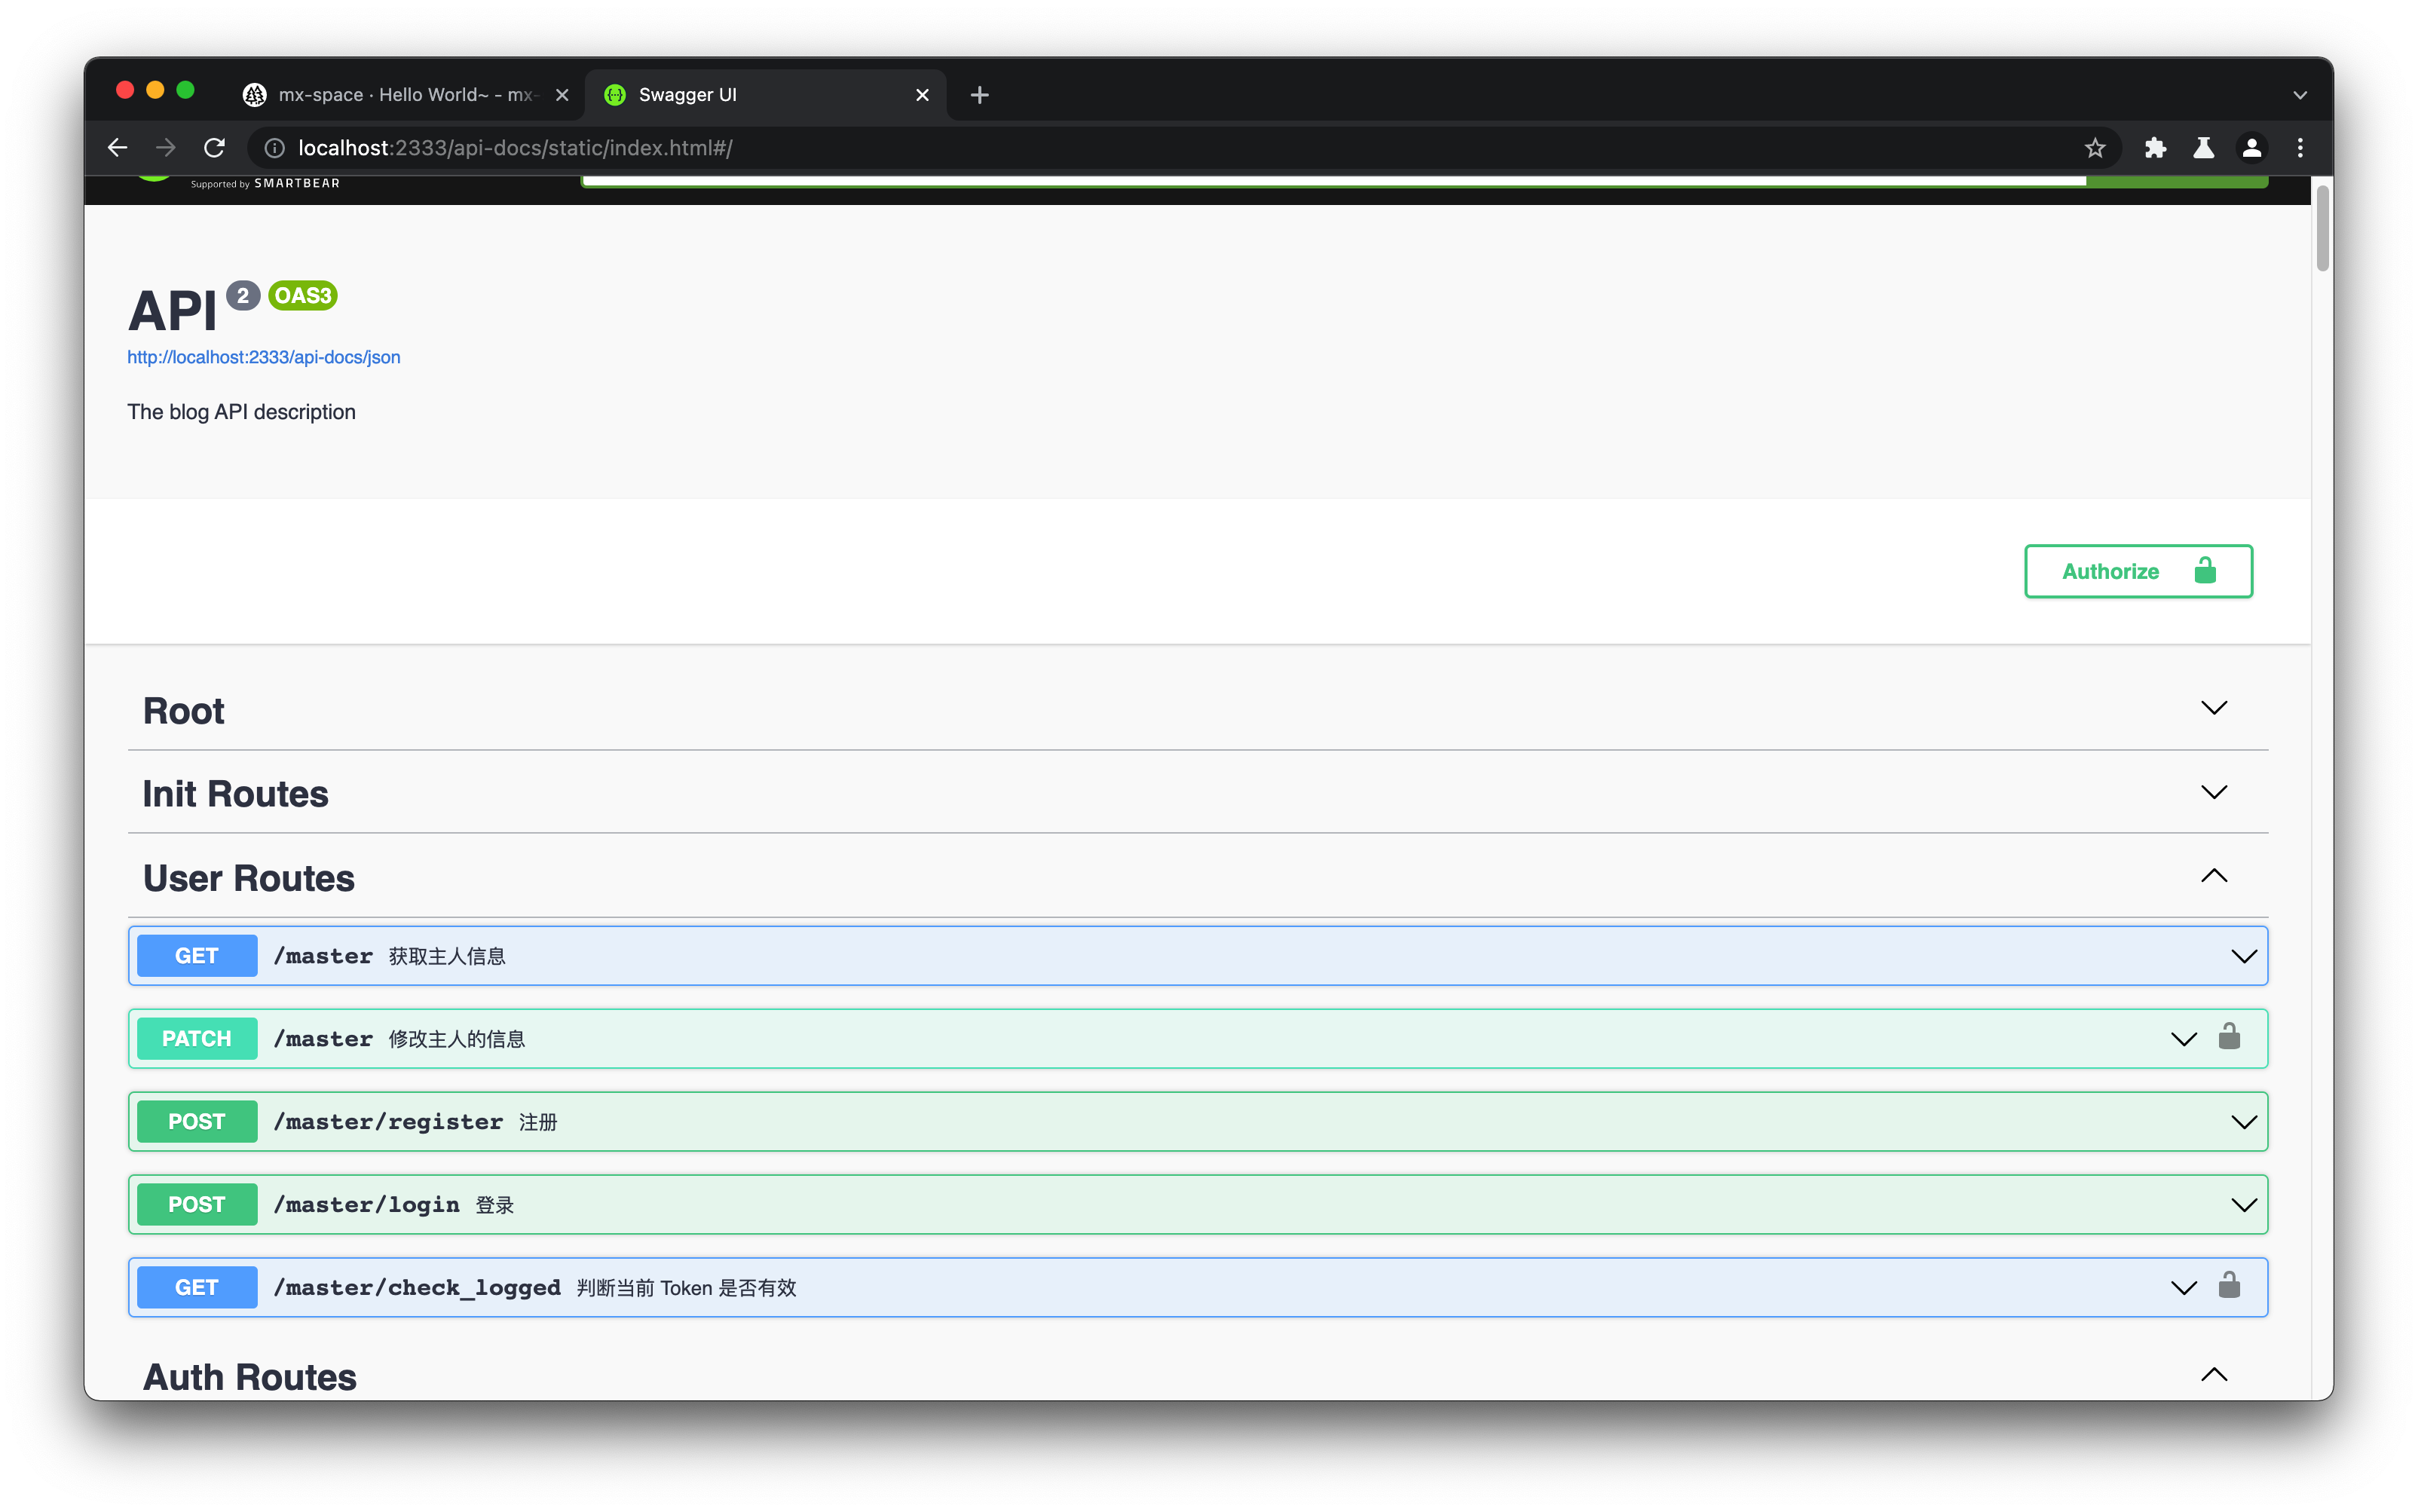 mx-space · Hello World~ - mx-
Swagger UI
localhost:2333/api-docs/static/index.html#/
Supported by SMARTBEAR
API 2 OAS3
http://localhost:2333/api-docs/json
The blog API description
Authorize
Root
Init Routes
User Routes
GET /master 获取主人信息
PATCH /master 修改主人的信息
POST /master/register 注册
POST /master/login 登录
GET /master/check_logged 判断当前 Token 是否有效
Auth Routes